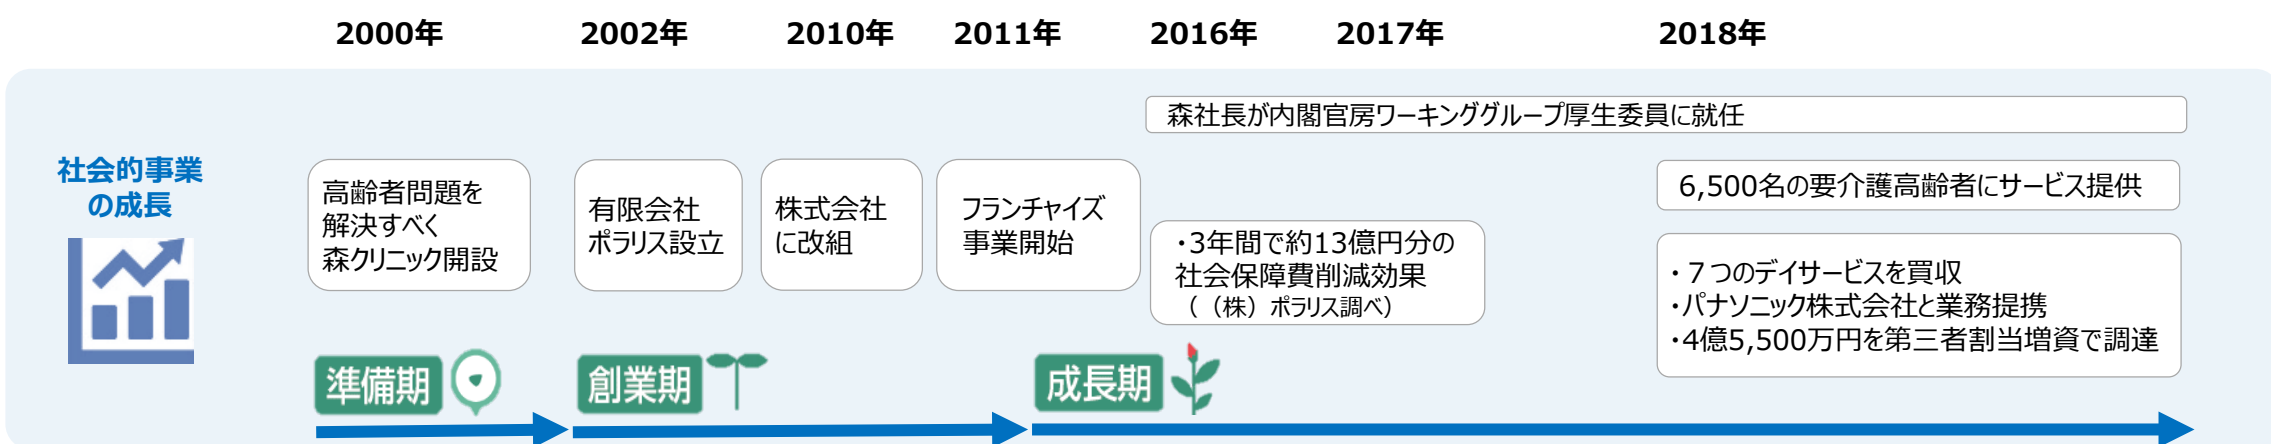 2000年 2002年 2010年 2011年 2016年 2017年 2018年
森社長が内閣官房ワーキンググループ厚生委員に就任
社会的事業
の成長
高齢者問題を
解決すべく
森クリニック開設
有限会社
ポラリス設立
株式会社
に改組
フランチャイズ
事業開始
・3年間で約13億円分の
社会保障費削減効果
（（株）ポラリス調べ）
6,500名の要介護高齢者にサービス提供
・７つのデイサービスを買収
・パナソニック株式会社と業務提携
・4億5,500万円を第三者割当増資で調達
準備期
創業期
成長期